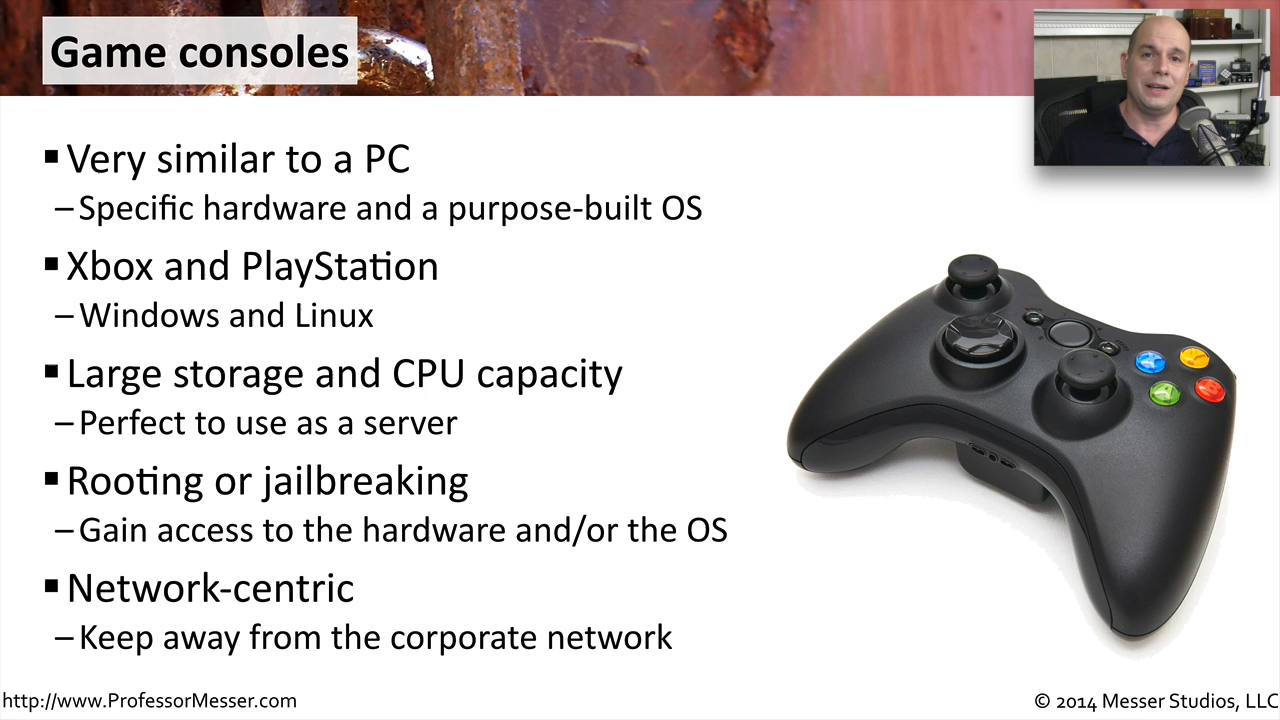 Game consoles
▪ Very similar to a PC
– Specific hardware and a purpose-built OS
▪ Xbox and PlayStation
– Windows and Linux
▪ Large storage and CPU capacity
– Perfect to use as a server
▪ Rooting or jailbreaking
– Gain access to the hardware and/or the OS
▪ Network-centric
– Keep away from the corporate network
http://www.ProfessorMesser.com
© 2014 Messer Studios, LLC